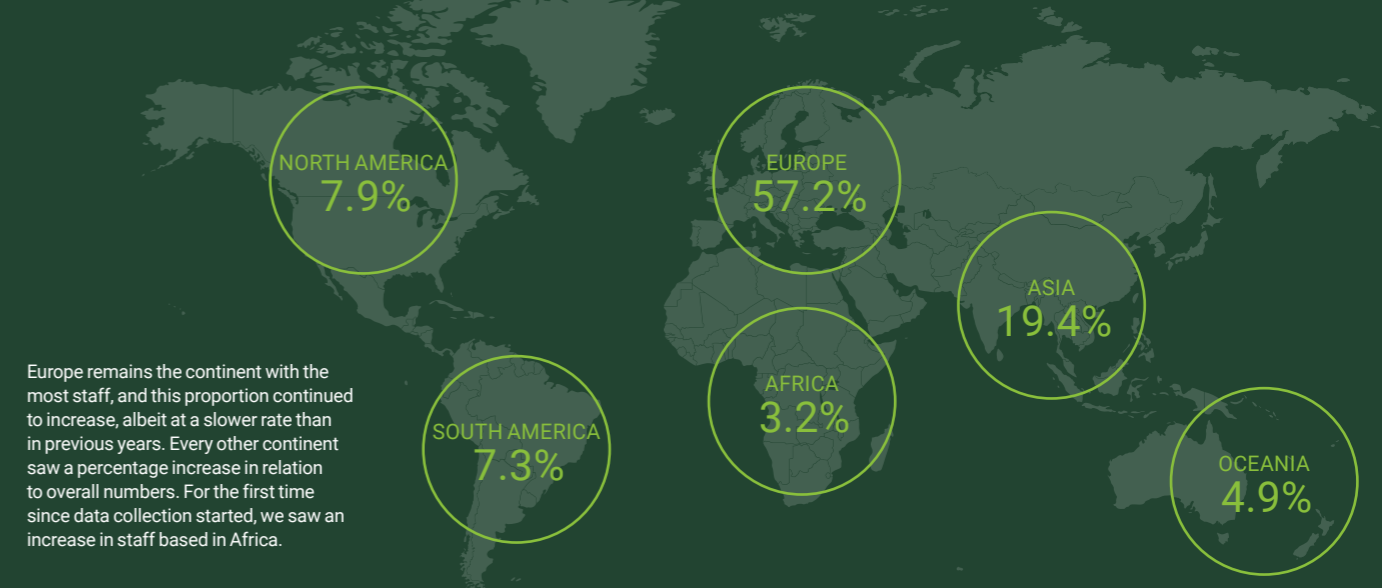 NORTH AMERICA
7.9%
EUROPE
57.2%
ASIA
19.4%
AFRICA
3.2%
SOUTH AMERICA
7.3%
OCEANIA
4.9%
Europe remains the continent with the
most staff, and this proportion continued
to increase, albeit at a slower rate than
in previous years. Every other continent
saw a percentage increase in relation
to overall numbers. For the first time
since data collection started, we saw an
increase in staff based in Africa.